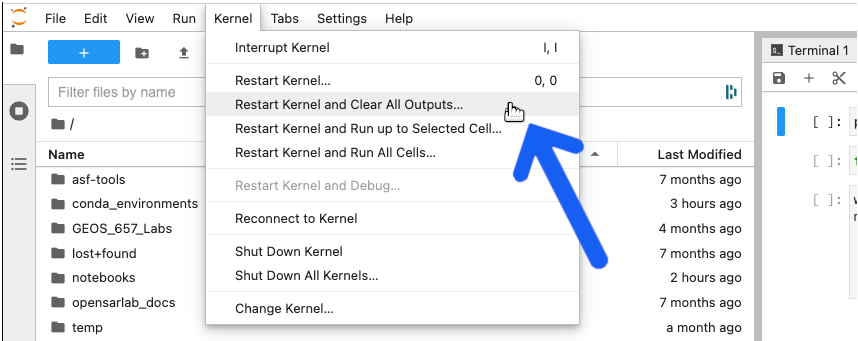 File Edit View Run Kernel Tabs Settings Help
Interrupt Kernel I, I
Restart Kernel... 0, 0
Restart Kernel and Clear All Outputs...
Restart Kernel and Run up to Selected Cell...
Restart Kernel and Run All Cells...
Restart Kernel and Debug...
Reconnect to Kernel
Shut Down Kernel
Shut Down All Kernels...
Change Kernel...
Filter files by name
/
Name Last Modified
asf-tools 7 months ago
conda_environments 3 hours ago
GEOS_657_Labs 4 months ago
lost+found 7 months ago
notebooks 2 hours ago
opensarlab_docs 7 months ago
temp a month ago
Terminal 1
[ ]:
[ ]:
[ ]: